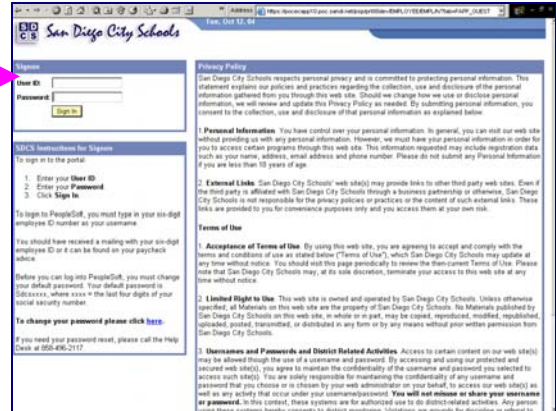 Address
San Diego City Schools
Tue, Oct 12, 04
Signon
User ID:
Password:
Sign In
SDCS Instructions for Signon
To sign in to the portal:
1. Enter your User ID
2. Enter your Password
3. Click Sign In
To login to PeopleSoft, you must type in your six-digit
employee ID number as your username.
You should have received a mailing with your six-digit
employee ID or it can be found on your paycheck
advice.
Before you can log into PeopleSoft, you must change
your default password. Your default password is
Sdcsxxxx, where xxxx = the last four digits of your
social security number.
To change your password please click here.
If you need your password reset, please call the Help
Desk at 858-496-2117
Privacy Policy
San Diego City Schools respects personal privacy and is committed to protecting personal information. This
statement explains our policies and practices regarding the collection, use and disclosure of the personal
information gathered from you through this web site. Should we change how we use or disclose personal
information, we will review and update this Privacy Policy as needed. By submitting personal information, you
consent to the collection, use and disclosure of that personal information as explained below.
1.Personal Information. You have control over your personal information. In general, you can visit our web site
without providing us with any personal information. However, we must have your personal information in order for
you to access certain programs through this web site. This information requested may include registration data
such as your name, address, email address and phone number. Please do not submit any Personal Information
if you are less than 18 years of age.
2. External Links. San Diego City Schools' web site(s) may provide links to other third party web sites. Even if
the third party is affiliated with San Diego City Schools through a business partnership or otherwise, San Diego
City Schools is not responsible for the privacy policies or practices or the content of such external links. These
links are provided to you for convenience purposes only and you access them at your own risk.
Terms of Use
1. Acceptance of Terms of Use. By using this web site, you are agreeing to accept and comply with the
terms and conditions of use as stated below ("Terms of Use"), which San Diego City Schools may update at
any time without notice. You should visit this page periodically to review the then-current Terms of Use. Please
note that San Diego City Schools may, at its sole discretion, terminate your access to this web site at any
time without notice.
2. Limited Right to Use. This web site is owned and operated by San Diego City Schools. Unless otherwise
specified, all Materials on this web site are the property of San Diego City Schools. No Materials published by
San Diego City Schools on this web site, in whole or in part, may be copied, reproduced, modified, republished,
uploaded, posted, transmitted, or distributed in any form or by any means without prior written permission from
San Diego City Schools.
3. Usernames and Passwords and District Related Activities. Access to certain content on our web site(s)
may be allowed though the use of a username and password. By accessing and using our protected and
secured web site(s), you agree to maintain the confidentiality of the username and password you selected to
access such site(s). You are solely responsible for maintaining the confidentiality of any username and
password that you choose or is chosen by your web administrator on your behalf, to access our web site(s) as
well as any activity that occur under your username/password. You will not misuse or share your username
or password. In this context, these systems are for authorized use to do district-related activities. Any person